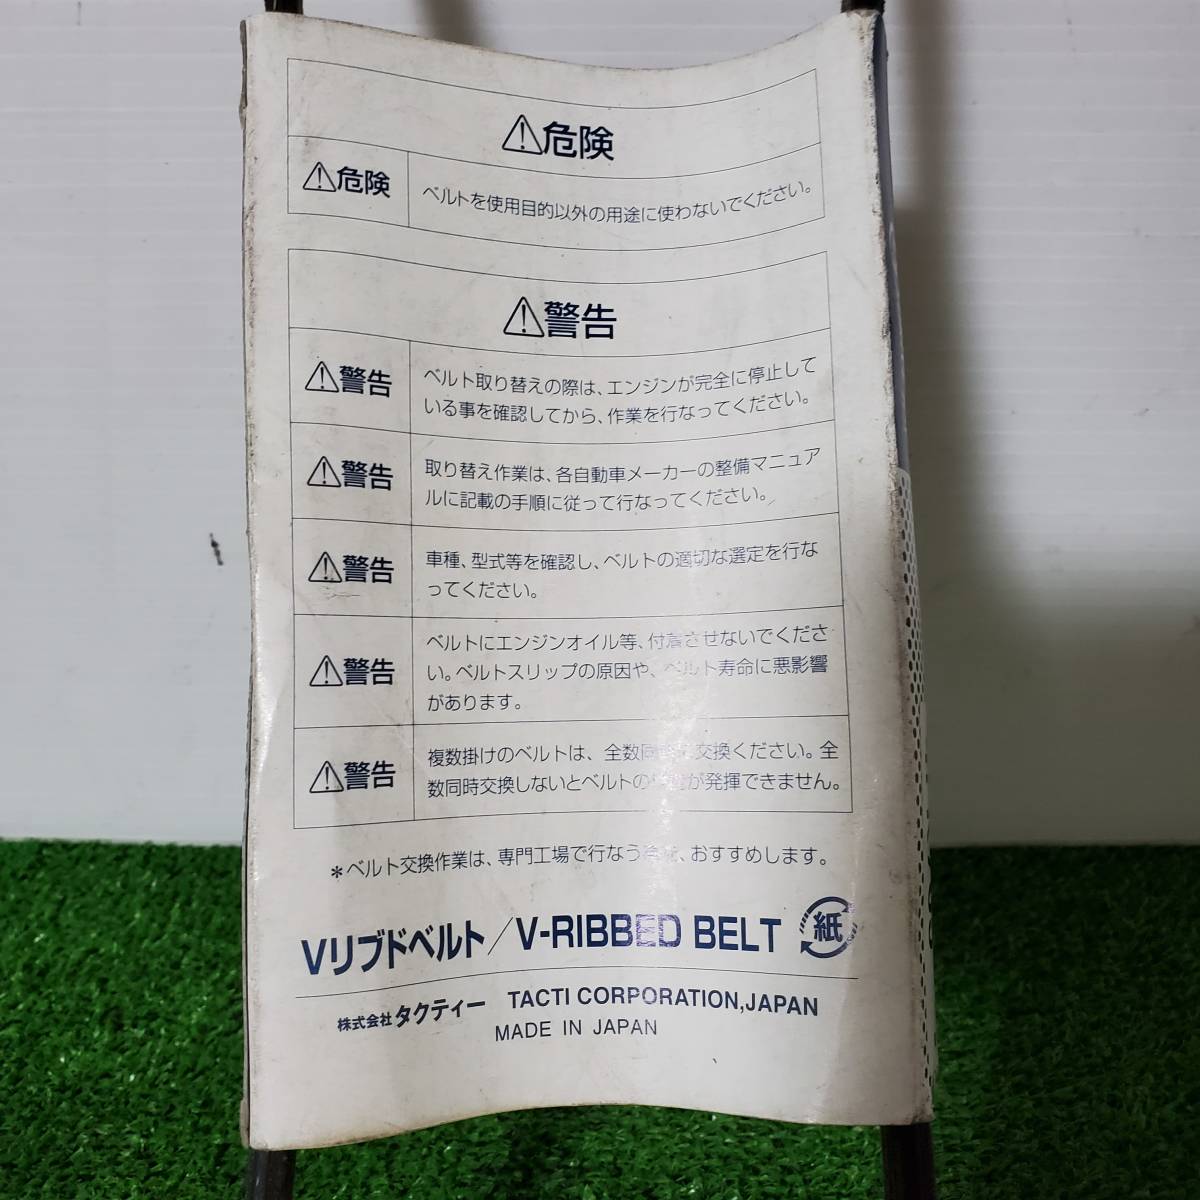 ⚠危険
⚠危険
ベルトを使用目的以外の用途に使わないでください。
⚠警告
⚠警告
ベルト取り替えの際は、エンジンが完全に停止して
いる事を確認してから、作業を行なってください。
⚠警告
取り替え作業は、各自動車メーカーの整備マニュア
ルに記載の手順に従って行なってください。
⚠警告
車種、型式等を確認し、ベルトの適切な選定を行な
ってください。
⚠警告
ベルトにエンジンオイル等、付着させないでくださ
い。ベルトスリップの原因や、ベルト寿命に悪影響
があります。
⚠警告
複数掛けのベルトは、全数同時に交換ください。全
数同時交換しないとベルトの が発揮できません。
*ベルト交換作業は、専門工場で行なう事を、おすすめします。
Vリブドベルト/V-RIBBED BELT 紙
株式会社タクティー TACTI CORPORATION,JAPAN
MADE IN JAPAN